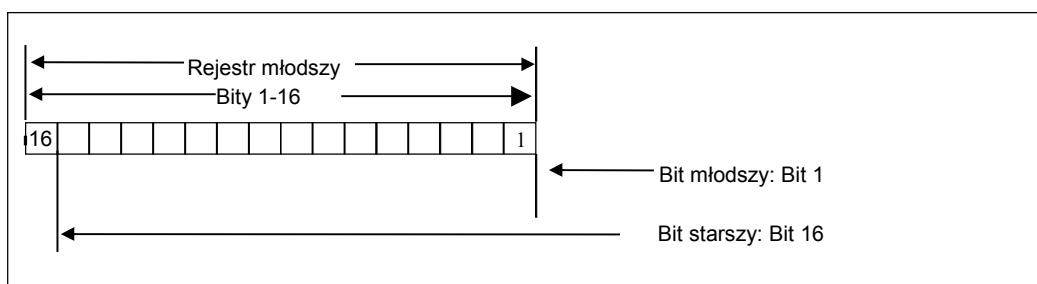 Rejestr młodszy
Bity 1-16
16 1
Bit młodszy: Bit 1
Bit starszy: Bit 16